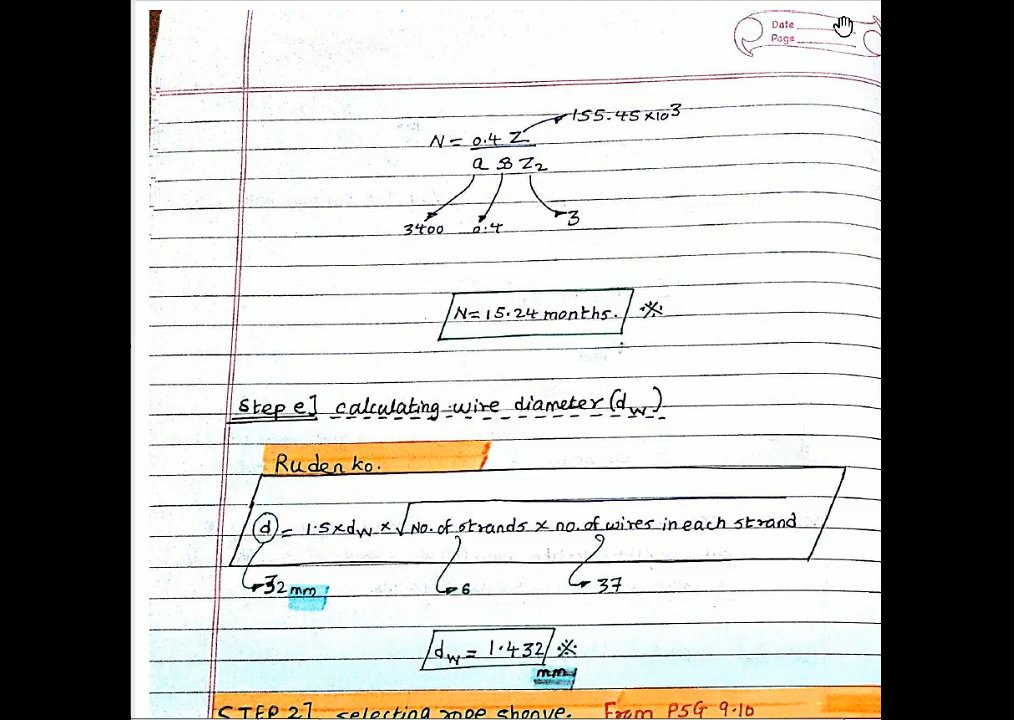 Date
Page
155.45 × 10³
N = 0.4 Z
a β Z₂
3400 0.4 3
N = 15.24 months. ※
Step e] calculating wire diameter (dw)
Rudenko.
d = 1.5 × dw × √No. of strands × no. of wires in each strand
32 mm 6 37
dw = 1.432 ※
mm
STEP 2] selecting rope sheave. From PSG 9.10